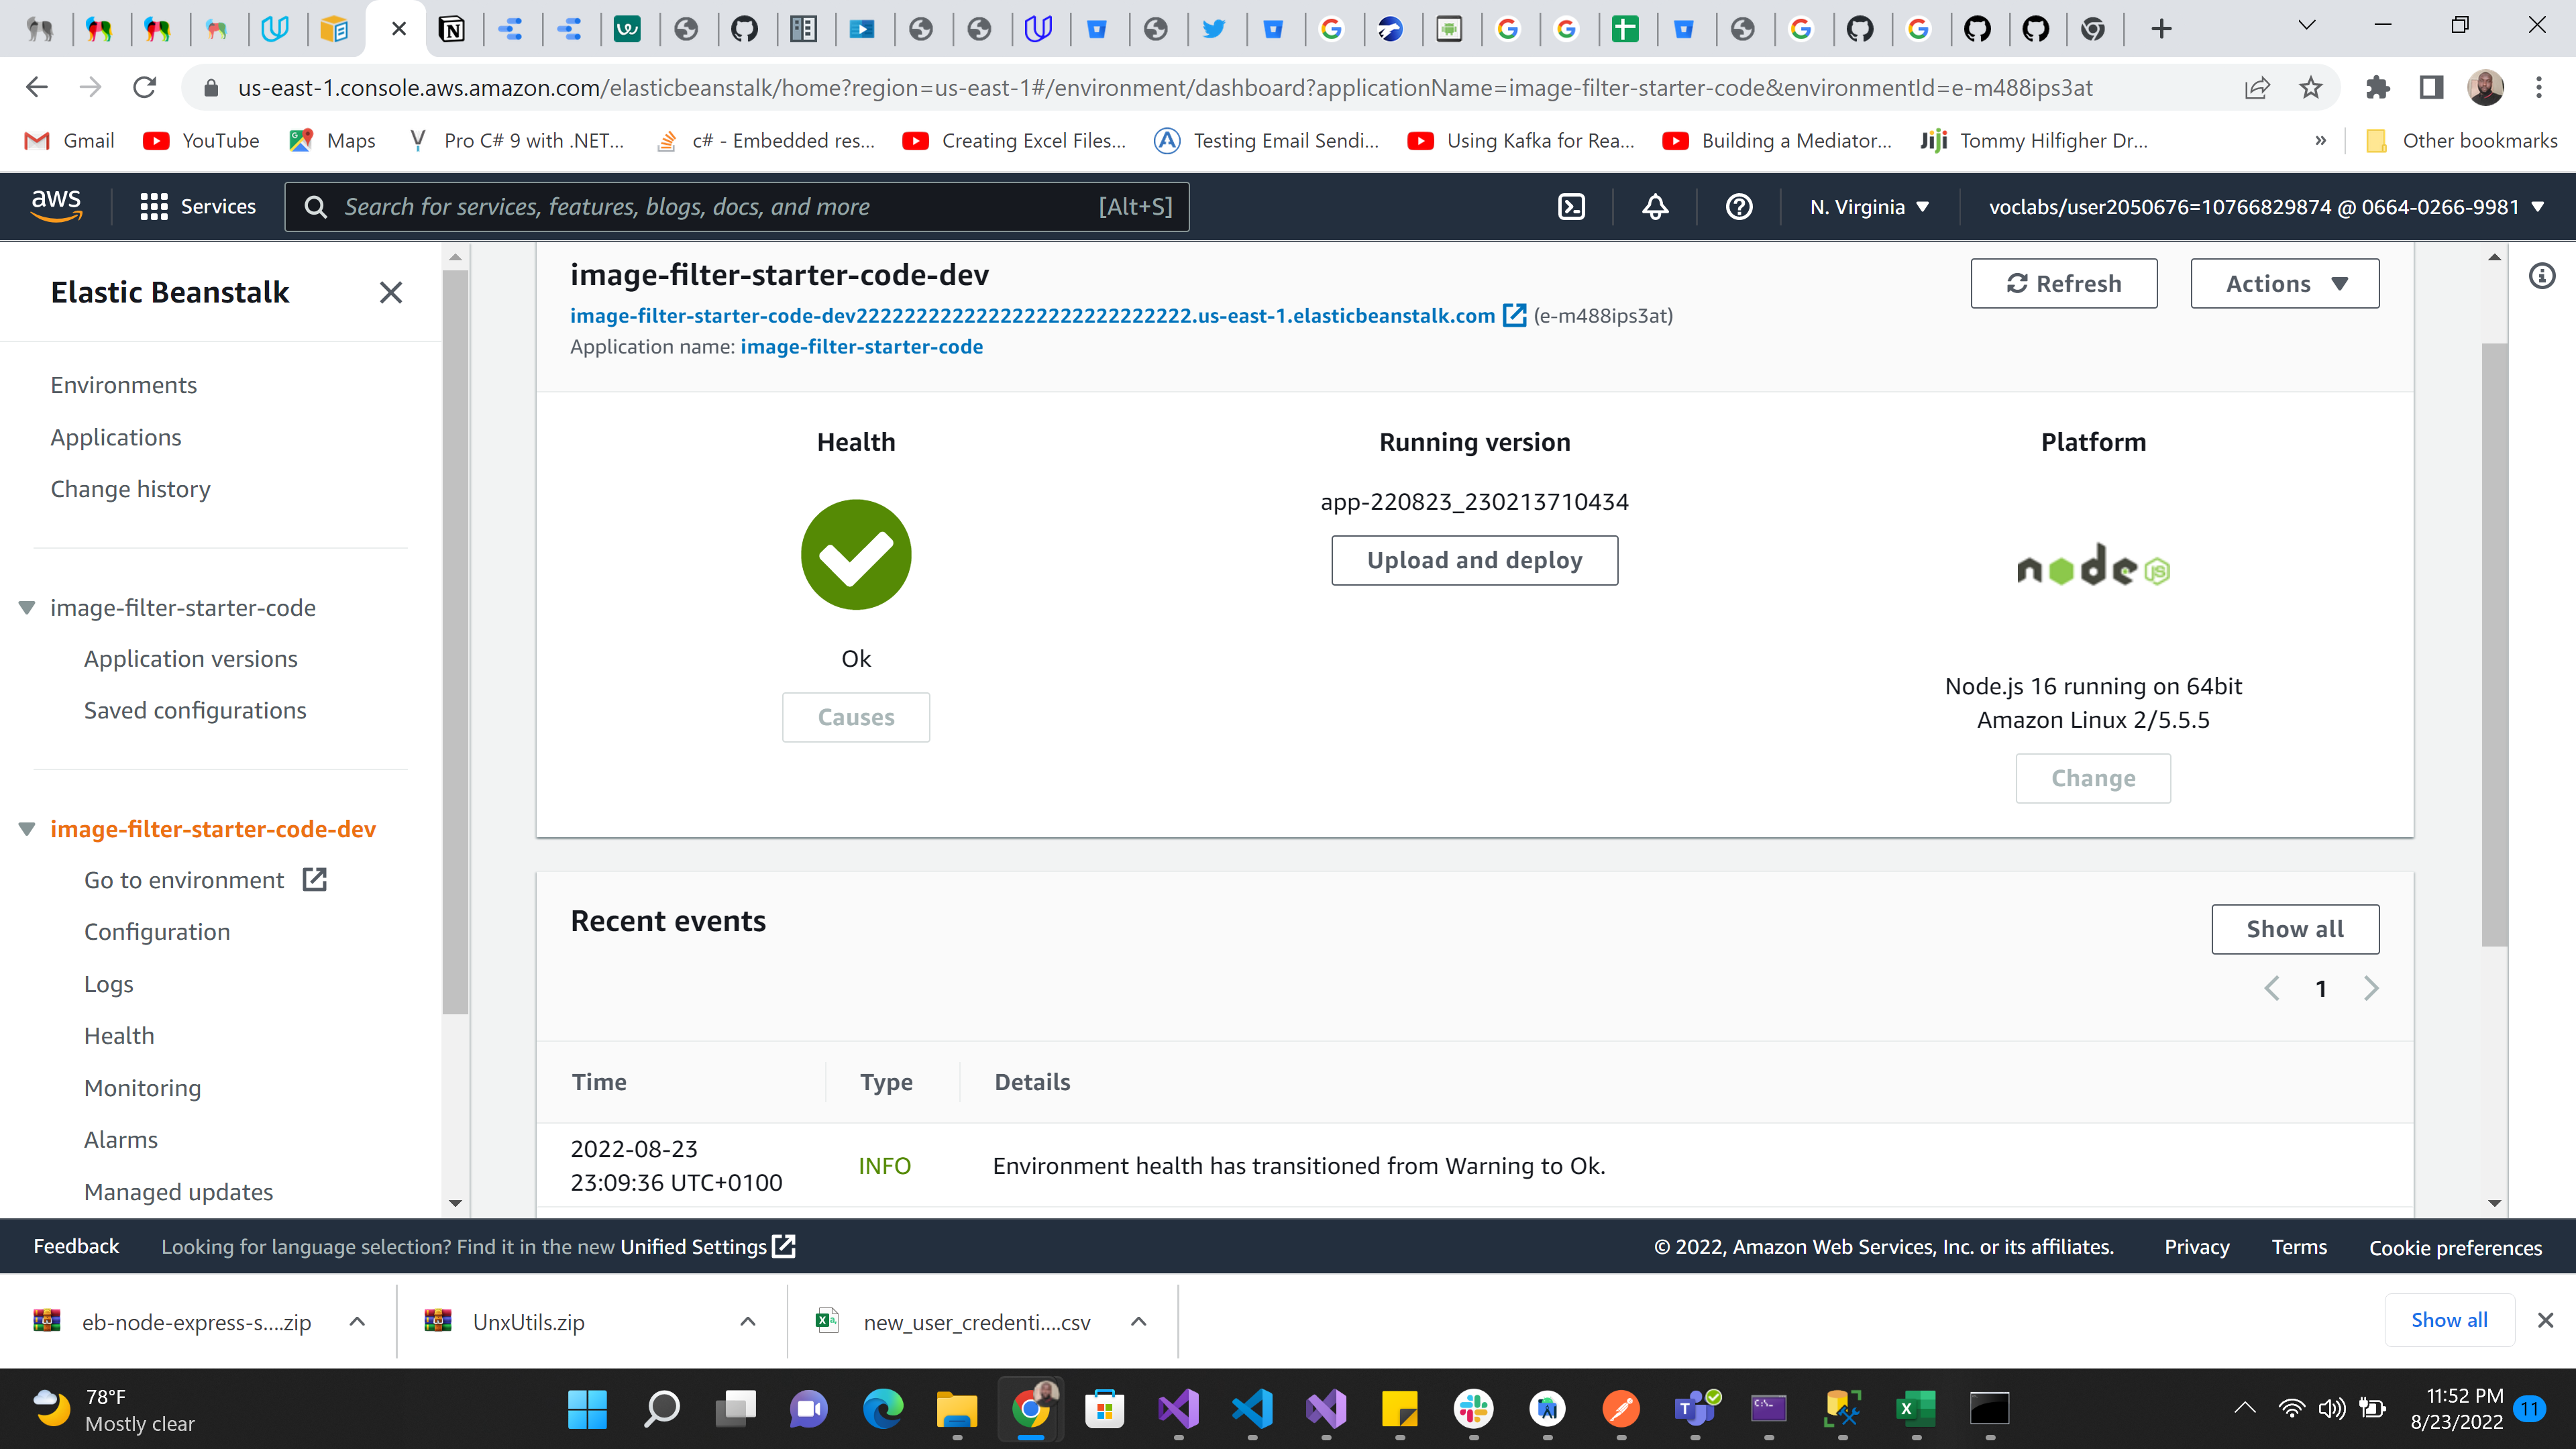 us-east-1.console.aws.amazon.com/elasticbeanstalk/home?region=us-east-1#/environment/dashboard?applicationName=image-filter-starter-code&environmentId=e-m488ips3at
Gmail YouTube Maps Pro C# 9 with .NET... c# - Embedded res... Creating Excel Files... Testing Email Sendi... Using Kafka for Rea... Building a Mediator... Jiji Tommy Hilfigher Dr... » Other bookmarks
aws Services Search for services, features, blogs, docs, and more [Alt+S] N. Virginia voclabs/user2050676=10766829874 @ 0664-0266-9981
Elastic Beanstalk
Environments
Applications
Change history
image-filter-starter-code
Application versions
Saved configurations
image-filter-starter-code-dev
Go to environment
Configuration
Logs
Health
Monitoring
Alarms
Managed updates
image-filter-starter-code-dev
Refresh Actions
(e-m488ips3at)
Application name: image-filter-starter-code
Health
Ok
Causes
Running version
app-220823_230213710434
Upload and deploy
Platform
node JS
Node.js 16 running on 64bit
Amazon Linux 2/5.5.5
Change
Recent events
Show all
1
Time Type Details
2022-08-23
23:09:36 UTC+0100
INFO
Environment health has transitioned from Warning to Ok.
Feedback Looking for language selection? Find it in the new Unified Settings © 2022, Amazon Web Services, Inc. or its affiliates. Privacy Terms Cookie preferences
eb-node-express-s....zip UnxUtils.zip new_user_credenti....csv Show all
78°F
Mostly clear
11:52 PM
8/23/2022
11